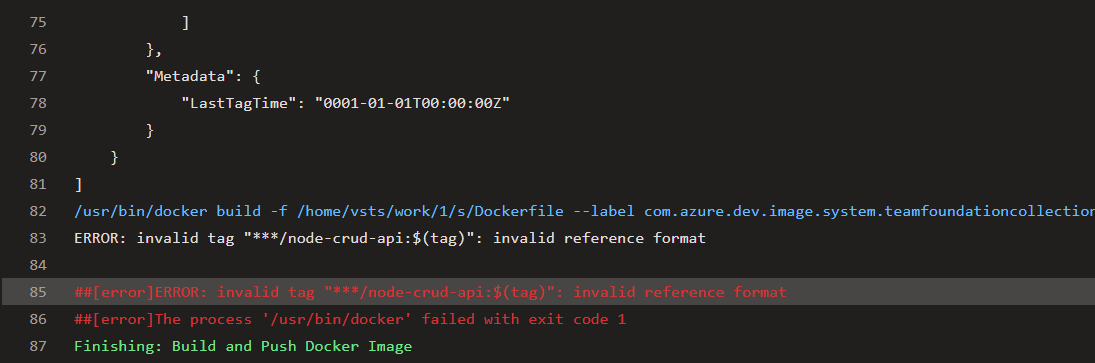 75 ]
76 },
77 "Metadata": {
78 "LastTagTime": "0001-01-01T00:00:00Z"
79 }
80 }
81 ]
82 /usr/bin/docker build -f /home/vsts/work/1/s/Dockerfile --label com.azure.dev.image.system.teamfoundationcollection
83 ERROR: invalid tag "***/node-crud-api:$(tag)": invalid reference format
84
85 ##[error]ERROR: invalid tag "***/node-crud-api:$(tag)": invalid reference format
86 ##[error]The process '/usr/bin/docker' failed with exit code 1
87 Finishing: Build and Push Docker Image